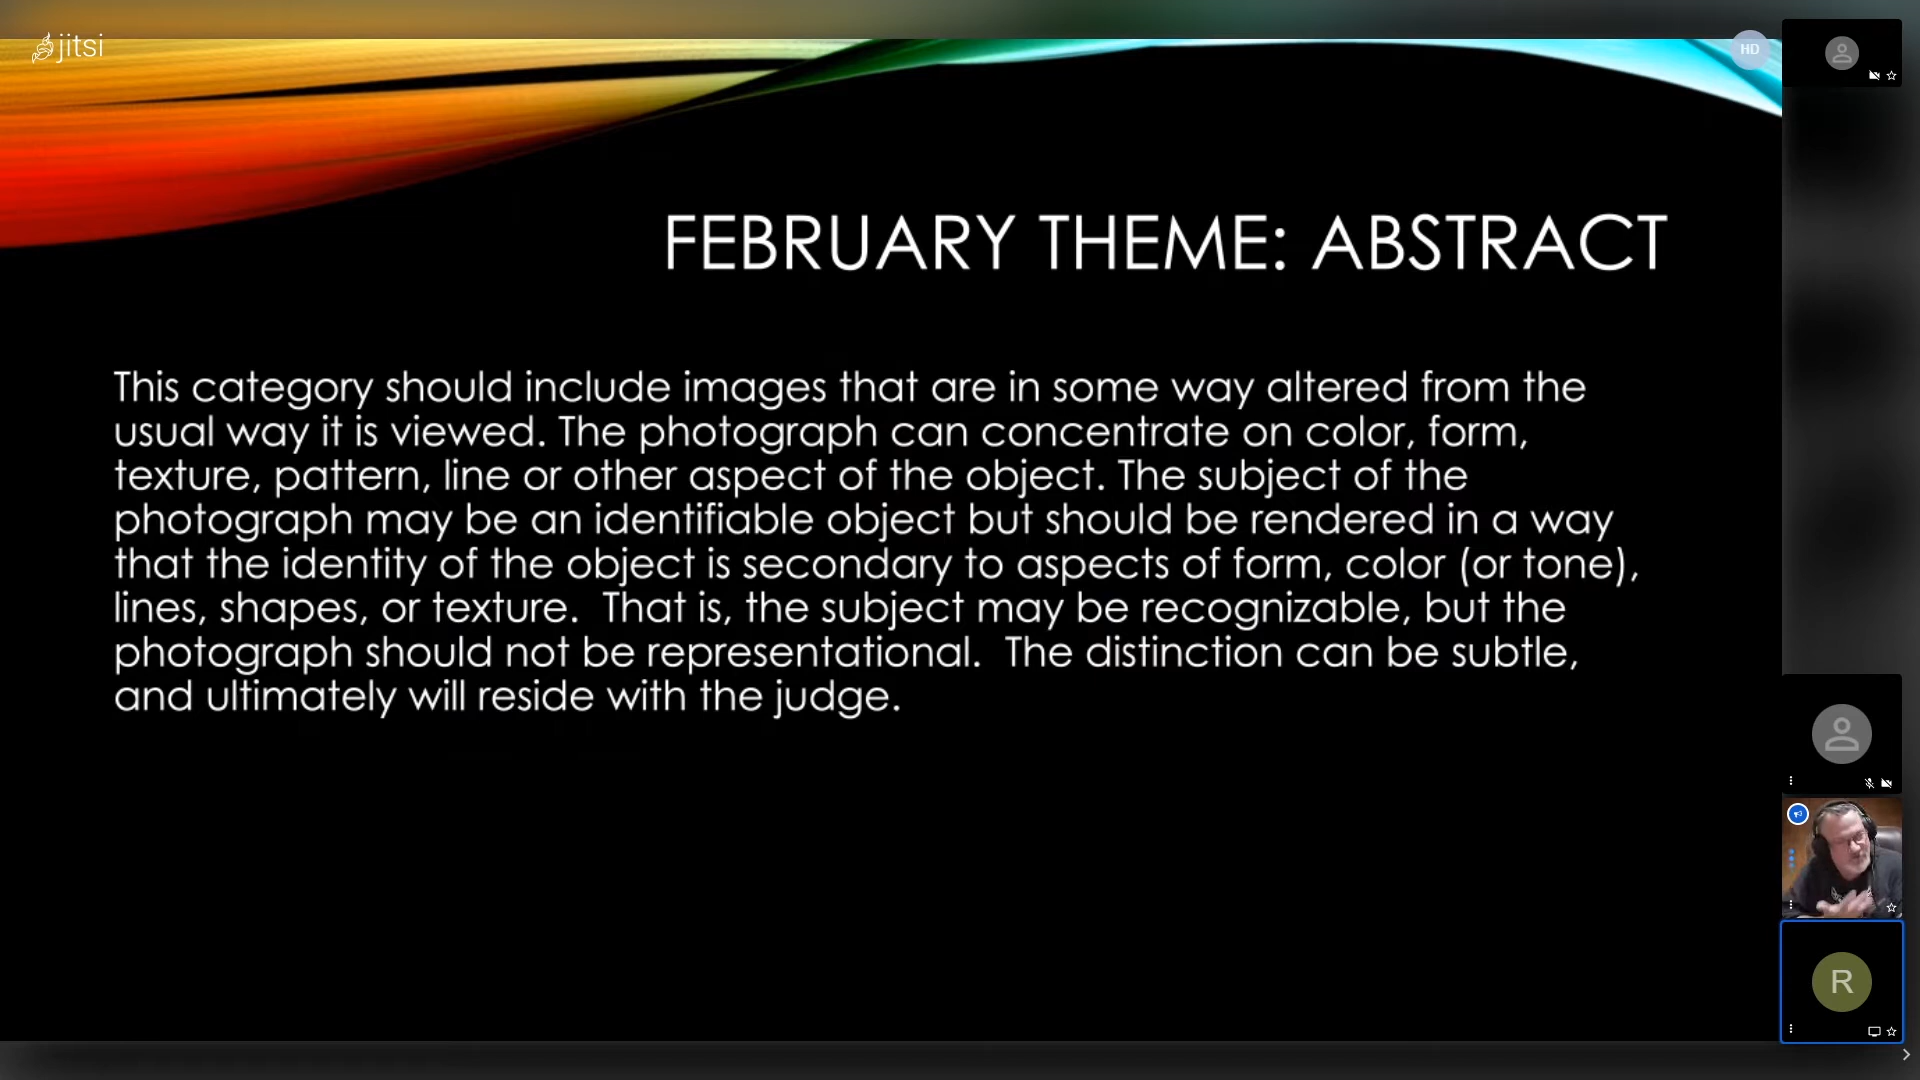 jitsi
HD
FEBRUARY THEME: ABSTRACT
This category should include images that are in some way altered from the
usual way it is viewed. The photograph can concentrate on color, form,
texture, pattern, line or other aspect of the object. The subject of the
photograph may be an identifiable object but should be rendered in a way
that the identity of the object is secondary to aspects of form, color (or tone),
lines, shapes, or texture.  That is, the subject may be recognizable, but the
photograph should not be representational.  The distinction can be subtle,
and ultimately will reside with the judge.
R